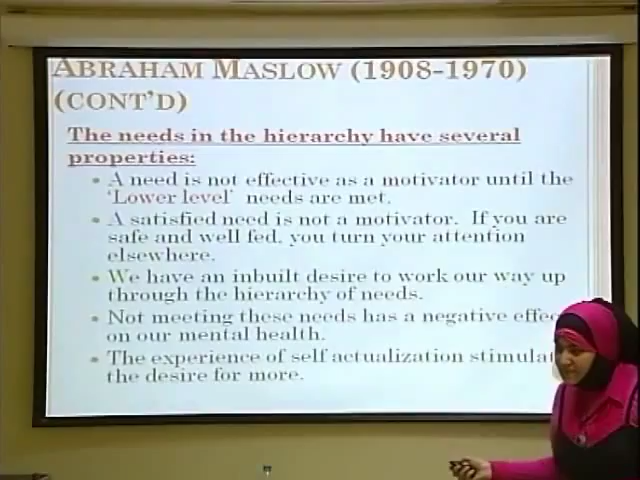 ABRAHAM MASLOW (1908-1970)
(CONT'D)
The needs in the hierarchy have several
properties:
• A need is not effective as a motivator until the
'Lower level' needs are met.
• A satisfied need is not a motivator. If you are
safe and well fed, you turn your attention
elsewhere.
• We have an inbuilt desire to work our way up
through the hierarchy of needs.
• Not meeting these needs has a negative effec
on our mental health.
• The experience of self actualization stimulat
the desire for more.